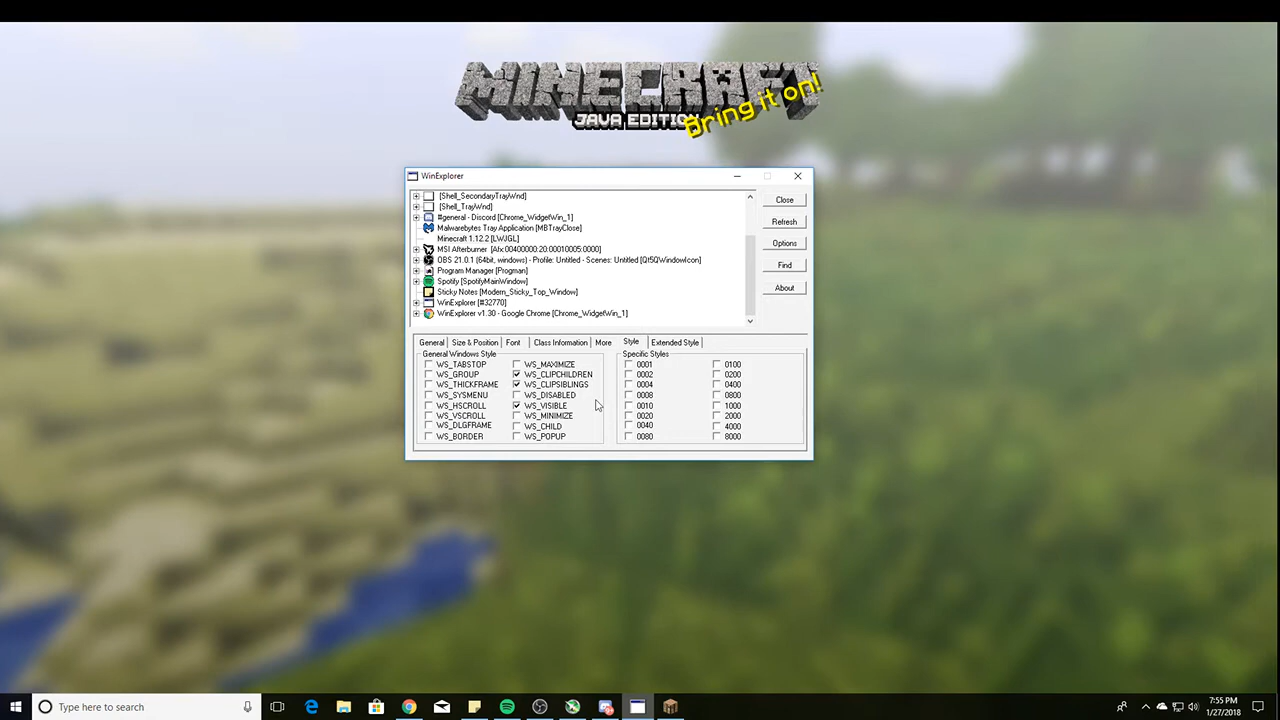 MINECRAFT
JAVA EDITION
Bring it on!
WinExplorer
[Shell_SecondaryTrayWnd]
[Shell_TrayWnd]
#general - Discord [Chrome_WidgetWin_1]
Malwarebytes Tray Application [MBTrayClose]
Minecraft 1.12.2 [LWJGL]
MSI Afterburner [Afx:00400000:20:00010005:0000]
OBS 21.0.1 (64bit, windows) - Profile: Untitled - Scenes: Untitled [Qt5QWindowIcon]
Program Manager [Progman]
Spotify [SpotifyMainWindow]
Sticky Notes [Modern_Sticky_Top_Window]
WinExplorer [#32770]
WinExplorer v1.30 - Google Chrome [Chrome_WidgetWin_1]
Close
Refresh
Options
Find
About
General Size & Position Font Class Information More Style Extended Style
General Windows Style
WS_TABSTOP WS_MAXIMIZE
WS_GROUP WS_CLIPCHILDREN
WS_THICKFRAME WS_CLIPSIBLINGS
WS_SYSMENU WS_DISABLED
WS_HSCROLL WS_VISIBLE
WS_VSCROLL WS_MINIMIZE
WS_DLGFRAME WS_CHILD
WS_BORDER WS_POPUP
Specific Styles
0001 0100
0002 0200
0004 0400
0008 0800
0010 1000
0020 2000
0040 4000
0080 8000
Type here to search
7:55 PM
1/27/2018